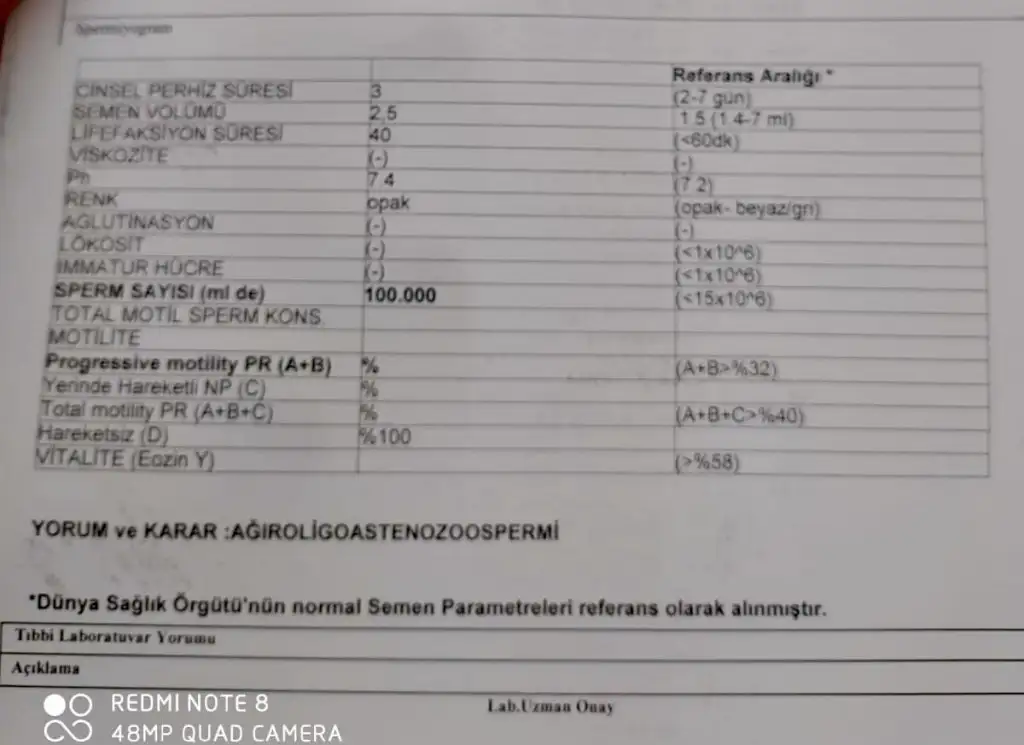 Spermiyogram
Referans Aralığı *
CİNSEL PERHİZ SÜRESİ 3 (2-7 gün)
SEMEN VOLÜMÜ 2,5 1.5 (1.4-7 ml)
LİFEFAKSİYON SÜRESİ 40 (<60dk)
VİSKOZİTE (-) (-)
Ph 7.4 (7.2)
RENK opak (opak- beyaz/gri)
AGLUTİNASYON (-) (-)
LÖKOSİT (-) (<1x10^6)
İMMATUR HÜCRE (-) (<1x10^6)
SPERM SAYISI (ml de) 100.000 (<15x10^6)
TOTAL MOTİL SPERM KONS.
MOTİLİTE
Progressive motility PR (A+B) % (A+B>%32)
Yerinde Hareketli NP (C) %
Total motility PR (A+B+C) % (A+B+C>%40)
Hareketsiz (D) %100
VİTALİTE (Eozin Y) (>%58)
YORUM ve KARAR :AĞIROLİGOASTENOZOOSPERMİ
*Dünya Sağlık Örgütü'nün normal Semen Parametreleri referans olarak alınmıştır.
Tıbbi Laboratuvar Yorumu
Açıklama
Lab.Uzman Onay
REDMI NOTE 8
48MP QUAD CAMERA